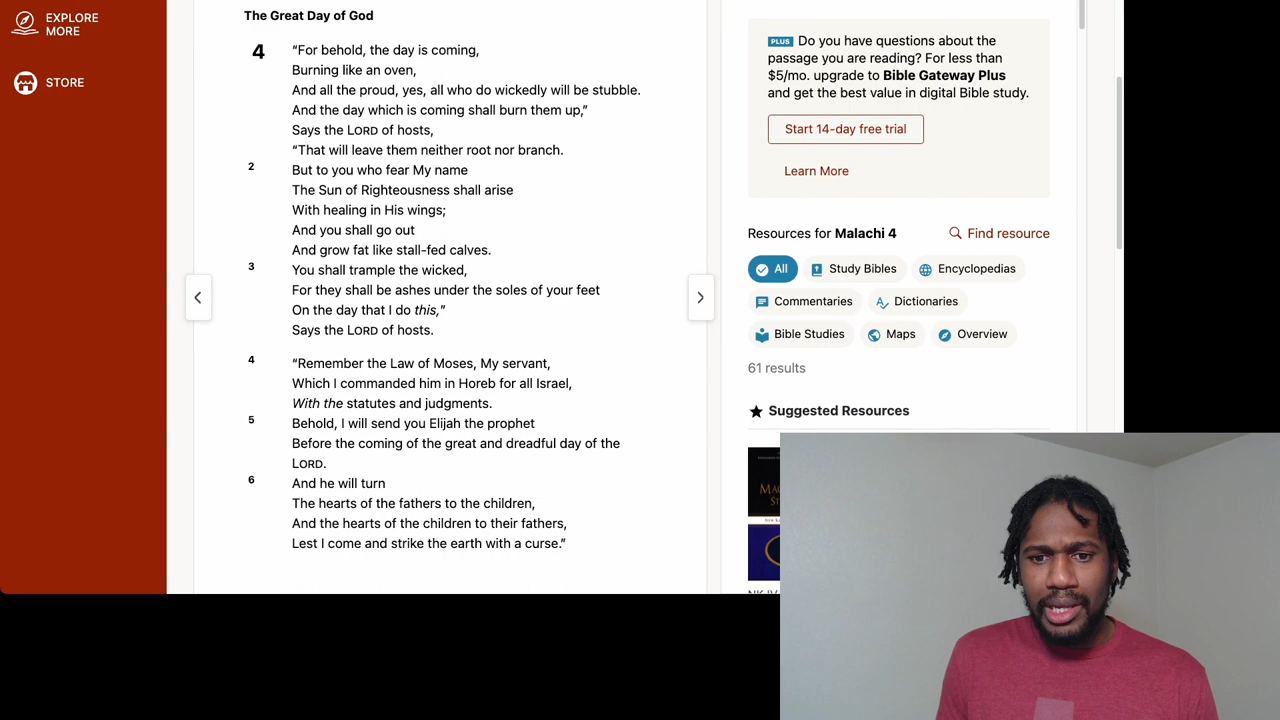 EXPLORE
MORE
STORE
The Great Day of God
4 “For behold, the day is coming,
Burning like an oven,
And all the proud, yes, all who do wickedly will be stubble.
And the day which is coming shall burn them up,”
Says the LORD of hosts,
“That will leave them neither root nor branch.
2 But to you who fear My name
The Sun of Righteousness shall arise
With healing in His wings;
And you shall go out
And grow fat like stall-fed calves.
3 You shall trample the wicked,
For they shall be ashes under the soles of your feet
On the day that I do this,”
Says the LORD of hosts.
4 “Remember the Law of Moses, My servant,
Which I commanded him in Horeb for all Israel,
With the statutes and judgments.
5 Behold, I will send you Elijah the prophet
Before the coming of the great and dreadful day of the
LORD.
6 And he will turn
The hearts of the fathers to the children,
And the hearts of the children to their fathers,
Lest I come and strike the earth with a curse.”
PLUS Do you have questions about the
passage you are reading? For less than
$5/mo. upgrade to Bible Gateway Plus
and get the best value in digital Bible study.
Start 14-day free trial
Learn More
Resources for Malachi 4 Find resource
All Study Bibles Encyclopedias
Commentaries Dictionaries
Bible Studies Maps Overview
61 results
Suggested Resources